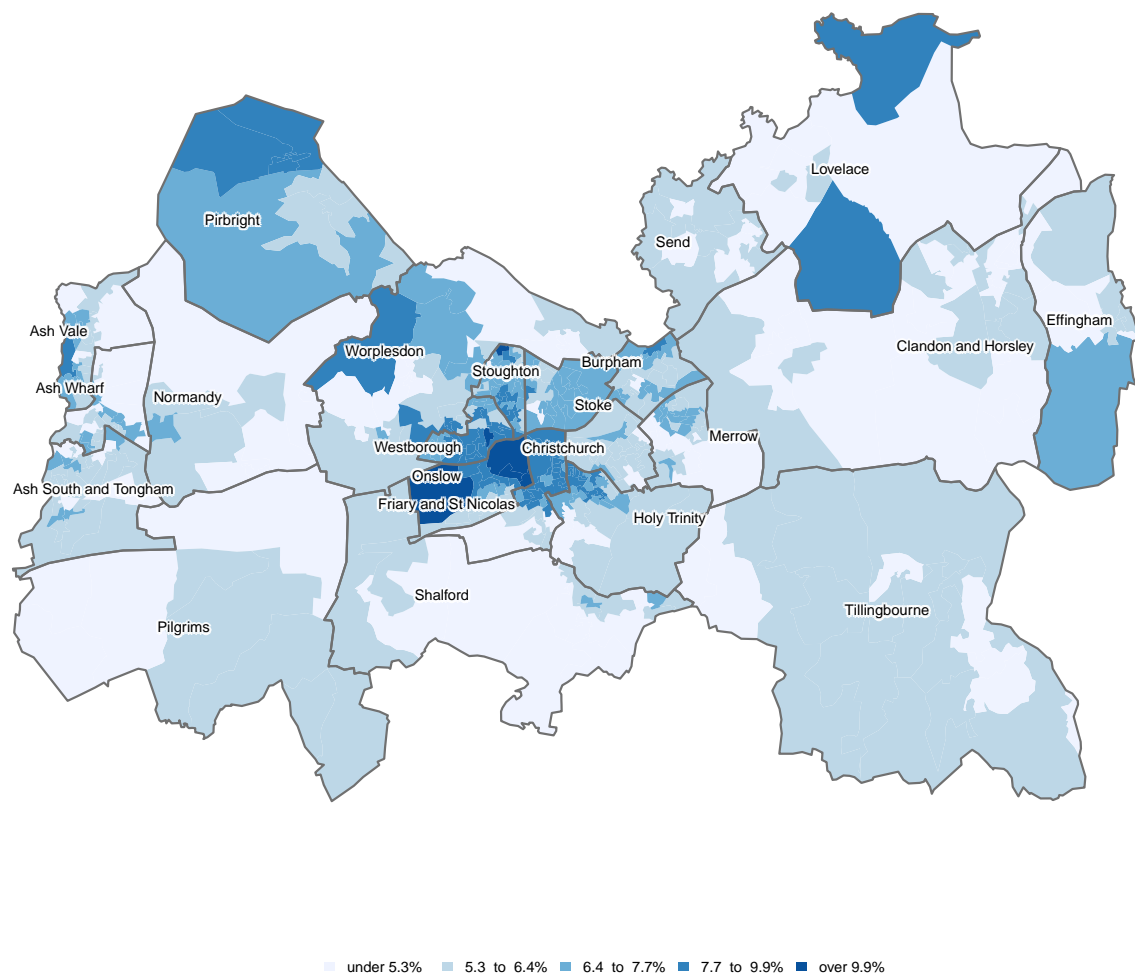 Lovelace
Pirbright
Send
Effingham
Ash Vale
Clandon and Horsley
Worplesdon
Burpham
Stoughton
Ash Wharf
Normandy
Stoke
Merrow
Westborough
Christchurch
Onslow
Ash South and Tongham
Friary and St Nicolas
Holy Trinity
Shalford
Tillingbourne
Pilgrims
under 5.3% 5.3 to 6.4% 6.4 to 7.7% 7.7 to 9.9% over 9.9%